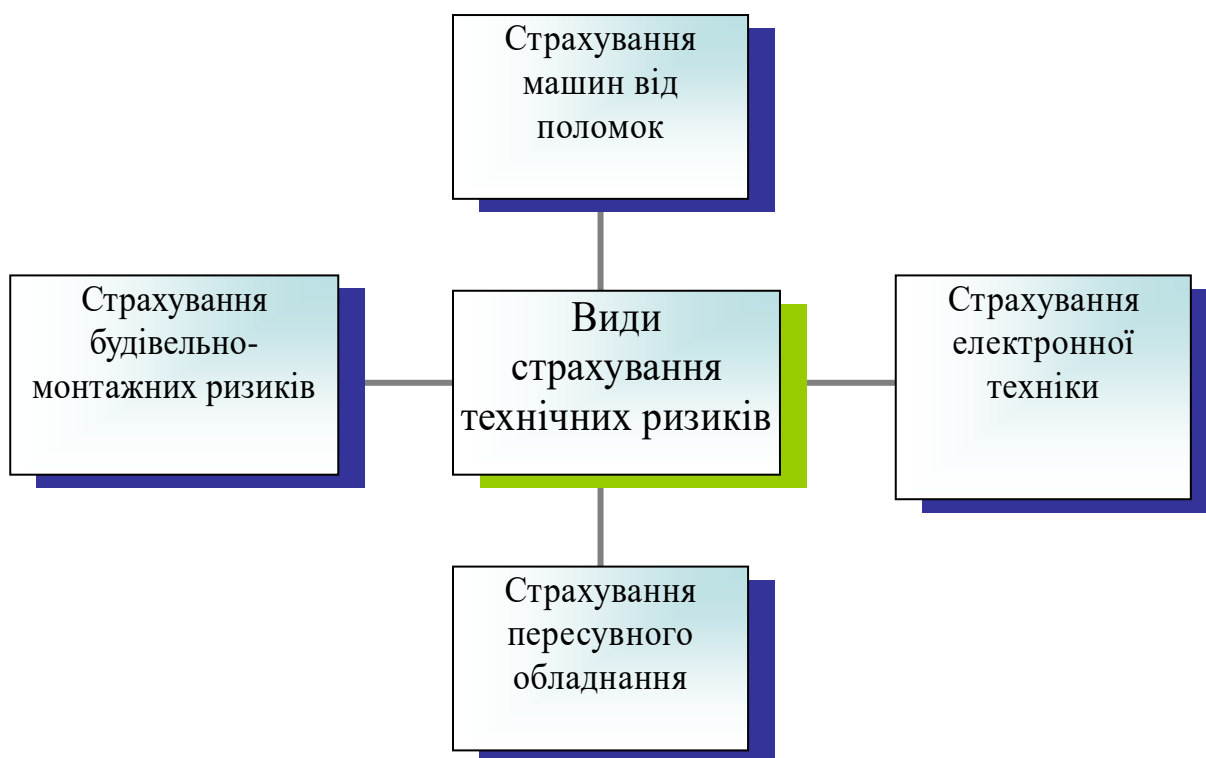 Страхування
машин від
поломок
Страхування
будівельно-
монтажних ризиків
Види
страхування
технічних ризиків
Страхування
електронної
техніки
Страхування
пересувного
обладнання